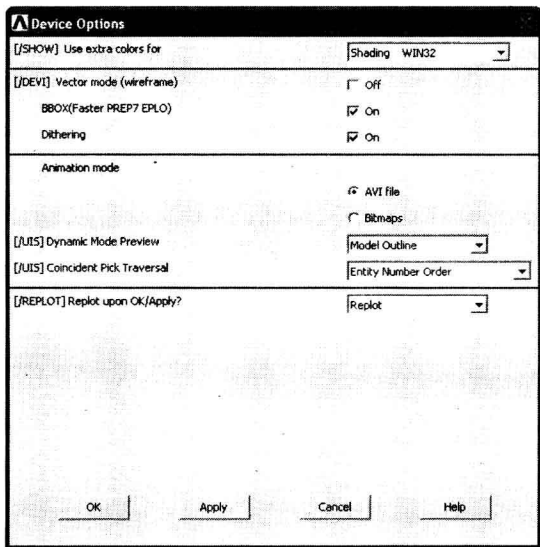 Device Options
[/SHOW] Use extra colors for Shading WIN32
[/DEVI] Vector mode (wireframe) Off
BBOX(Faster PREP7 EPLO) On
Dithering On
Animation mode
AVI file
Bitmaps
[/UIS] Dynamic Mode Preview Model Outline
[/UIS] Coincident Pick Traversal Entity Number Order
[/REPLOT] Replot upon OK/Apply? Replot
OK Apply Cancel Help